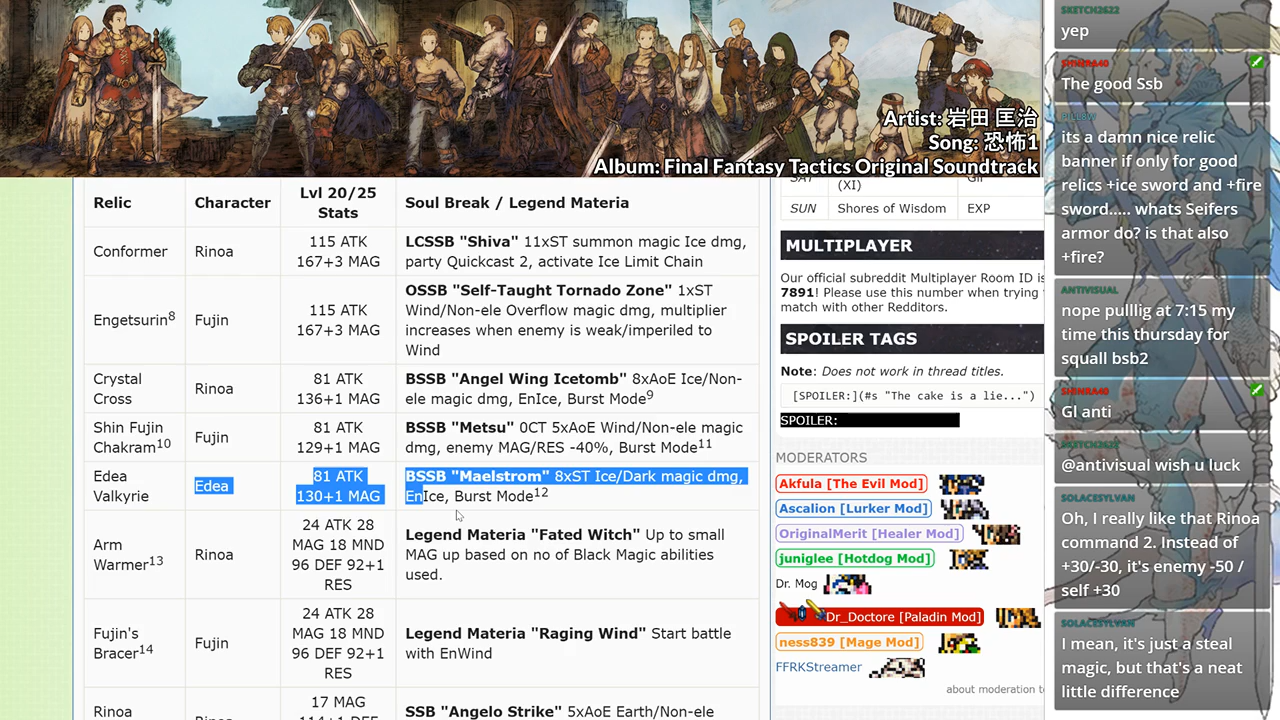 Artist: 岩田 匡治
Song: 恐怖1
Album: Final Fantasy Tactics Original Soundtrack
Relic
Character
Lvl 20/25
Stats
Soul Break / Legend Materia
Conformer
Rinoa
115 ATK
167+3 MAG
LCSSB "Shiva" 11xST summon magic Ice dmg,
party Quickcast 2, activate Ice Limit Chain
Engetsurin8
Fujin
115 ATK
167+3 MAG
OSSB "Self-Taught Tornado Zone" 1xST
Wind/Non-ele Overflow magic dmg, multiplier
increases when enemy is weak/imperiled to
Wind
Crystal
Cross
Rinoa
81 ATK
136+1 MAG
BSSB "Angel Wing Icetomb" 8xAoE Ice/Non-
ele magic dmg, EnIce, Burst Mode9
Shin Fujin
Chakram10
Fujin
81 ATK
129+1 MAG
BSSB "Metsu" 0CT 5xAoE Wind/Non-ele magic
dmg, enemy MAG/RES -40%, Burst Mode11
Edea
Valkyrie
Edea
81 ATK
130+1 MAG
BSSB "Maelstrom" 8xST Ice/Dark magic dmg,
EnIce, Burst Mode12
Arm
Warmer13
Rinoa
24 ATK 28
MAG 18 MND
96 DEF 92+1
RES
Legend Materia "Fated Witch" Up to small
MAG up based on no of Black Magic abilities
used.
Fujin's
Bracer14
Fujin
24 ATK 28
MAG 18 MND
96 DEF 92+1
RES
Legend Materia "Raging Wind" Start battle
with EnWind
Rinoa
17 MAG
SSB "Angelo Strike" 5xAoE Earth/Non-ele
(XI)
SUN
Shores of Wisdom
EXP
MULTIPLAYER
Our official subreddit Multiplayer Room ID is
7891! Please use this number when trying
match with other Redditors.
SPOILER TAGS
Note: Does not work in thread titles.
[SPOILER:](#s "The cake is a lie...")
SPOILER:
MODERATORS
Akfula [The Evil Mod]
Ascalion [Lurker Mod]
OriginalMerit [Healer Mod]
juniglee [Hotdog Mod]
Dr. Mog
Dr_Doctore [Paladin Mod]
ness839 [Mage Mod]
FFRKStreamer
about moderation t
SKETCH2622
yep
SHINRA40
The good Ssb
its a damn nice relic
banner if only for good
relics +ice sword and +fire
sword..... whats Seifers
armor do? is that also
+fire?
ANTIVISUAL
nope pulllig at 7:15 my
time this thursday for
squall bsb2
SHINRA40
Gl anti
SKETCH2622
@antivisual wish u luck
SOLACESYLVAN
Oh, I really like that Rinoa
command 2. Instead of
+30/-30, it's enemy -50 /
self +30
SOLACESYLVAN
I mean, it's just a steal
magic, but that's a neat
little difference